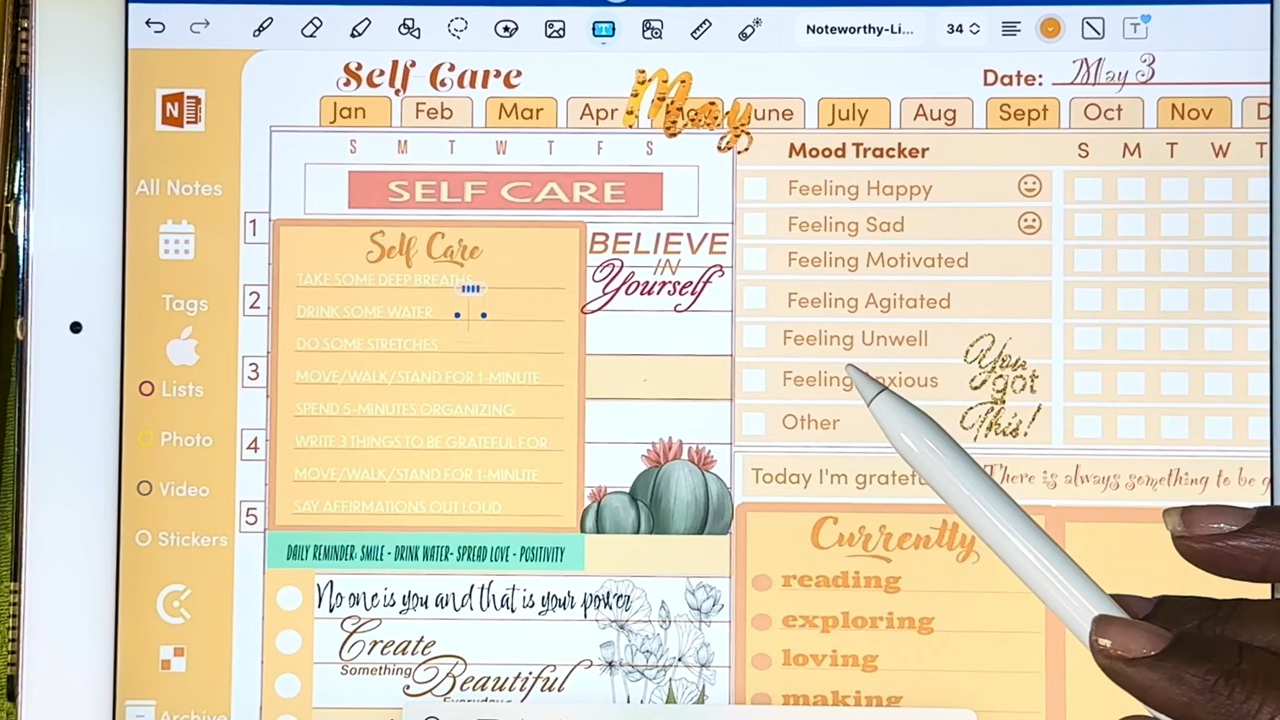 Noteworthy-Li...
34
Self-Care
Date: May 3
Jan Feb Mar Apr May June July Aug Sept Oct Nov
All Notes
Tags
Lists
Photo
Video
Stickers
Archive
S M T W T F S
SELF CARE
1
2
3
4
5
Self Care
TAKE SOME DEEP BREATHS
DRINK SOME WATER
DO SOME STRETCHES
MOVE/WALK/STAND FOR 1-MINUTE
SPEND 5-MINUTES ORGANIZING
WRITE 3 THINGS TO BE GRATEFUL FOR
MOVE/WALK/STAND FOR 1-MINUTE
SAY AFFIRMATIONS OUT LOUD
BELIEVE
IN
Yourself
DAILY REMINDER: SMILE - DRINK WATER- SPREAD LOVE - POSITIVITY
No one is you and that is your power
Create
Something
Beautiful
Everyday
Mood Tracker S M T W T
Feeling Happy
Feeling Sad
Feeling Motivated
Feeling Agitated
Feeling Unwell
Feeling Anxious
Other
You
got
This!
Today I'm grateful There is always something to be g
Currently
reading
exploring
loving
making